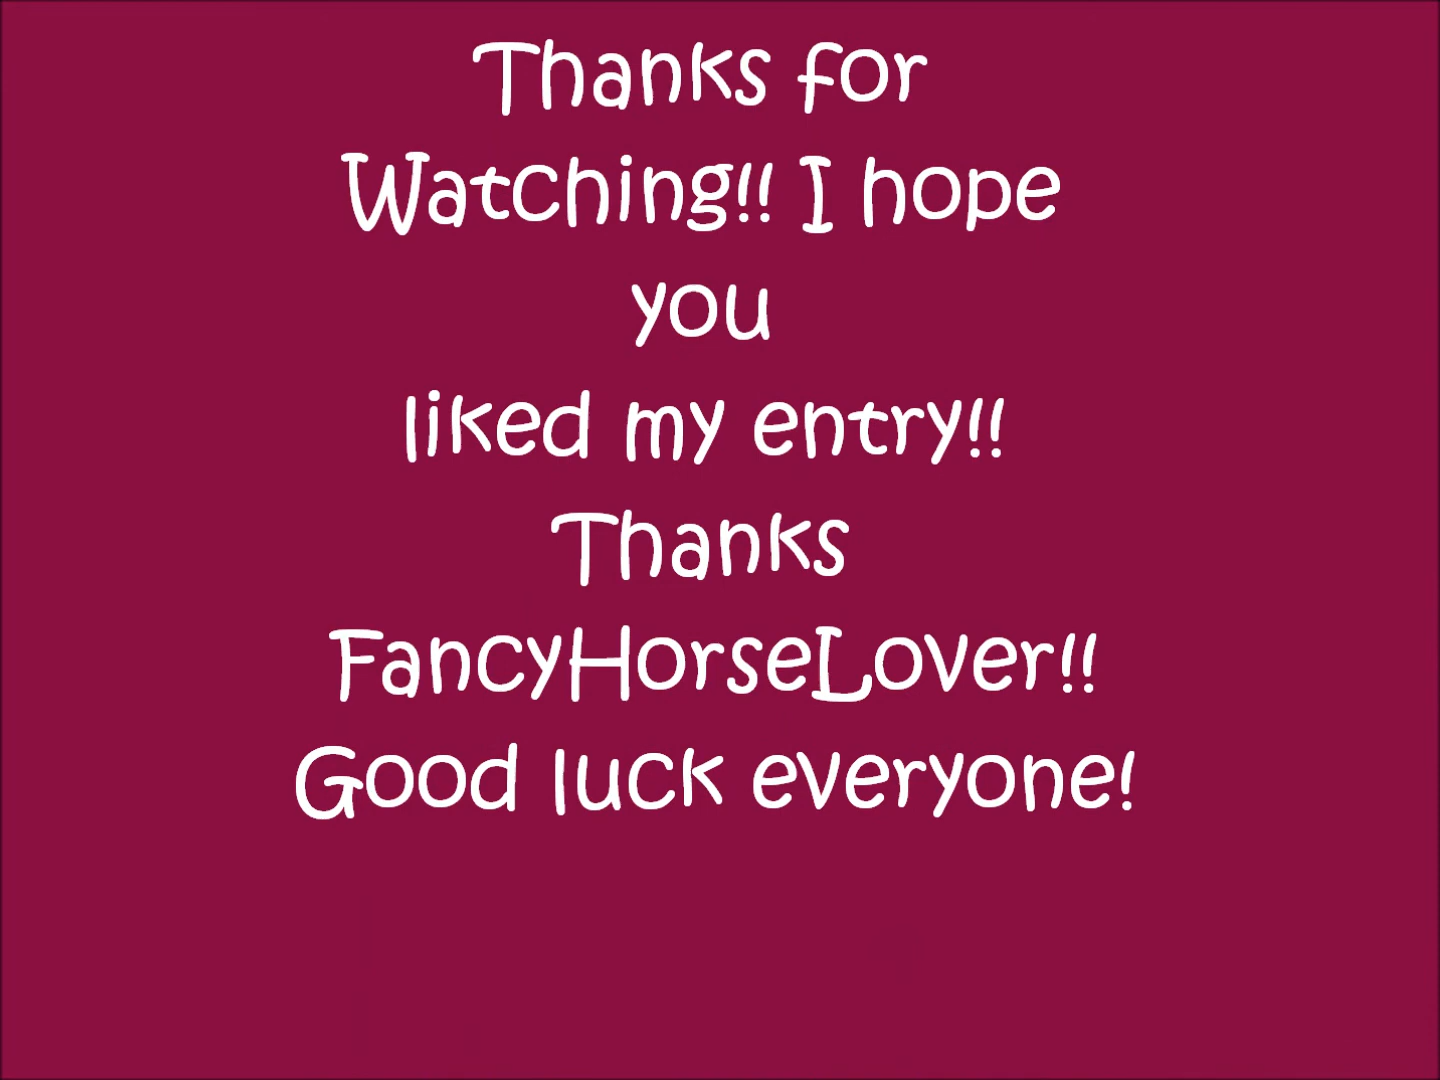 Thanks for
Watching!! I hope
you
liked my entry!!
Thanks
FancyHorseLover!!
Good luck everyone!